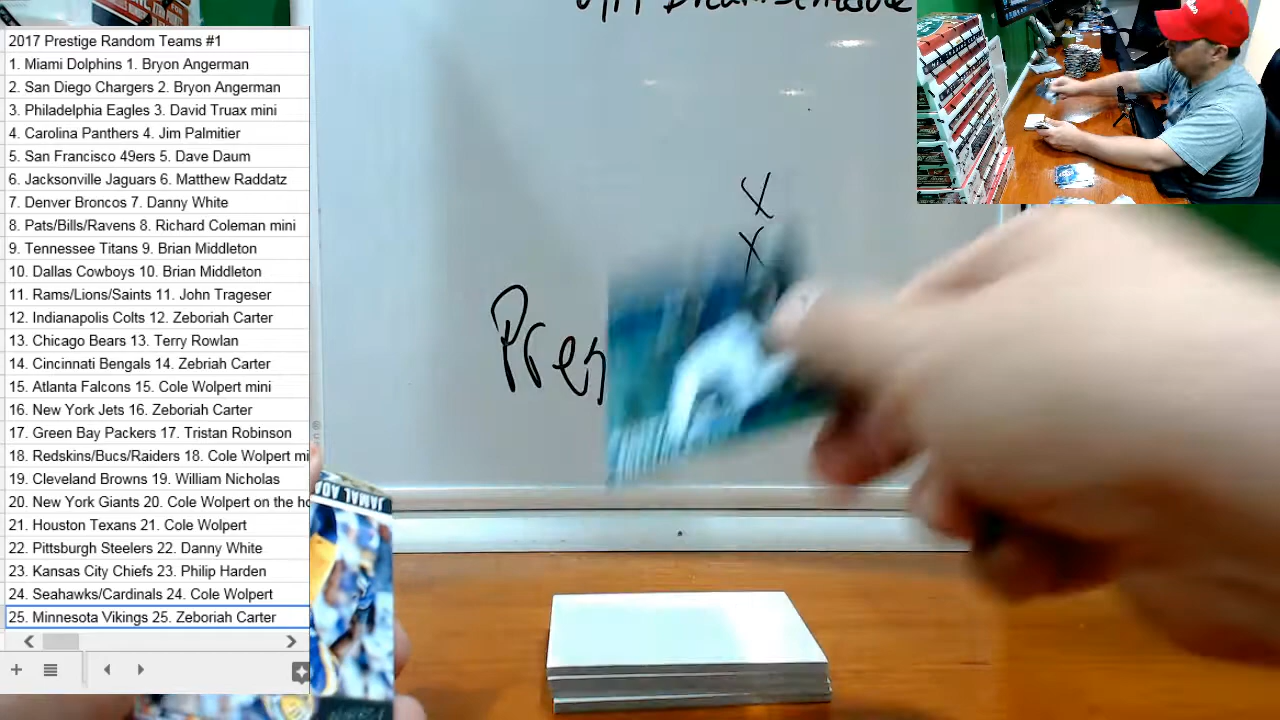 2017 Prestige Random Teams #1
1. Miami Dolphins 1. Bryon Angerman
2. San Diego Chargers 2. Bryon Angerman
3. Philadelphia Eagles 3. David Truax mini
4. Carolina Panthers 4. Jim Palmitier
5. San Francisco 49ers 5. Dave Daum
6. Jacksonville Jaguars 6. Matthew Raddatz
7. Denver Broncos 7. Danny White
8. Pats/Bills/Ravens 8. Richard Coleman mini
9. Tennessee Titans 9. Brian Middleton
10. Dallas Cowboys 10. Brian Middleton
11. Rams/Lions/Saints 11. John Trageser
12. Indianapolis Colts 12. Zeboriah Carter
13. Chicago Bears 13. Terry Rowlan
14. Cincinnati Bengals 14. Zebriah Carter
15. Atlanta Falcons 15. Cole Wolpert mini
16. New York Jets 16. Zeboriah Carter
17. Green Bay Packers 17. Tristan Robinson
18. Redskins/Bucs/Raiders 18. Cole Wolpert mi
19. Cleveland Browns 19. William Nicholas
20. New York Giants 20. Cole Wolpert on the ho
21. Houston Texans 21. Cole Wolpert
22. Pittsburgh Steelers 22. Danny White
23. Kansas City Chiefs 23. Philip Harden
24. Seahawks/Cardinals 24. Cole Wolpert
25. Minnesota Vikings 25. Zeboriah Carter
X
X
Pres
JAMAL ADA